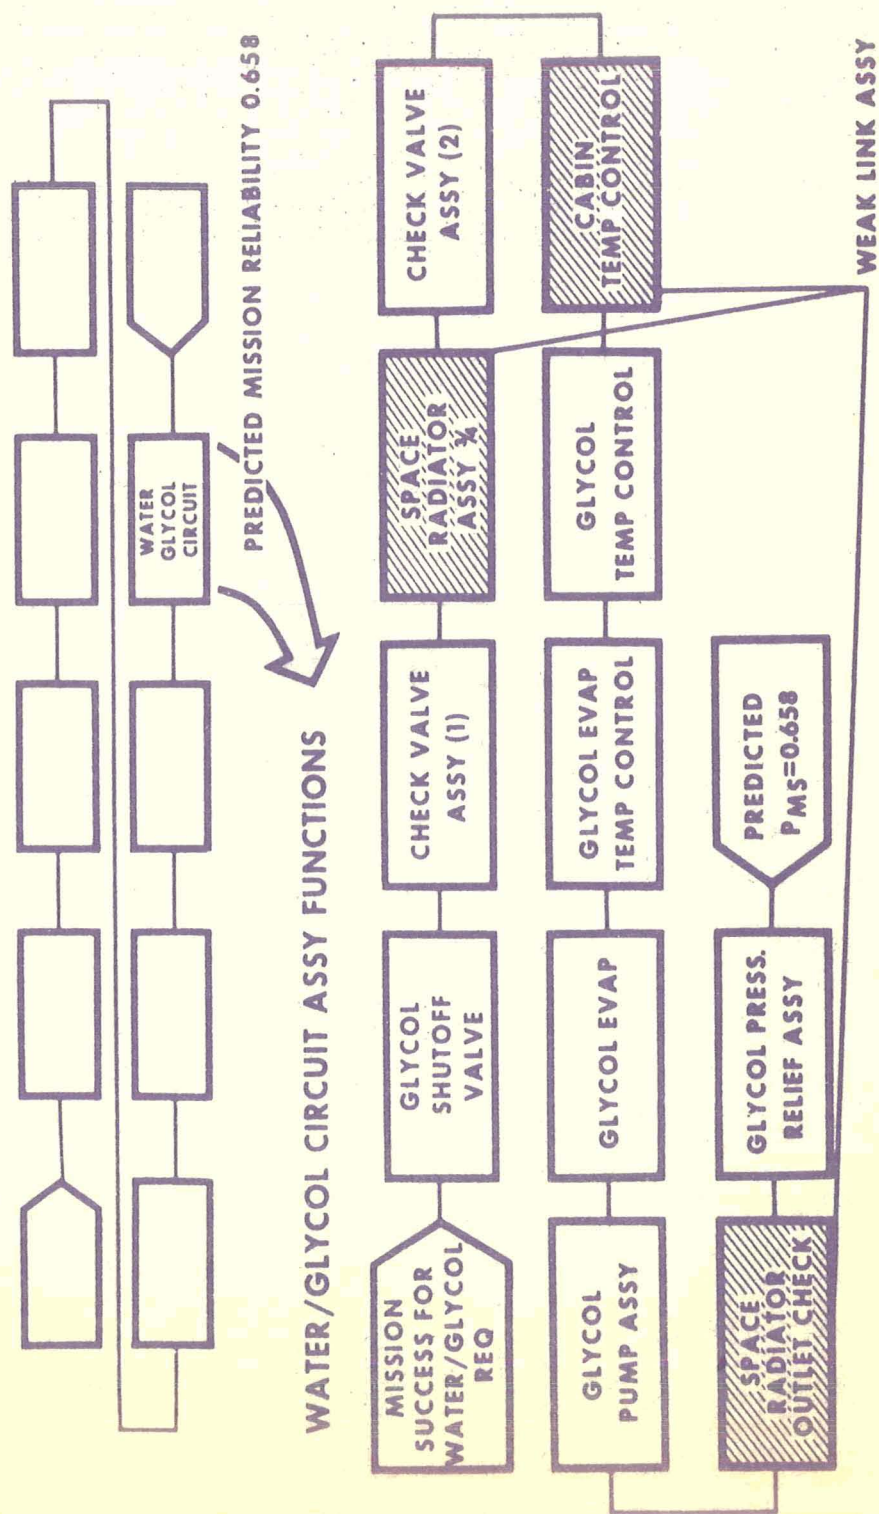 WATER
GLYCOL
CIRCUIT
PREDICTED MISSION RELIABILITY 0.658
WATER/GLYCOL CIRCUIT ASSY FUNCTIONS
MISSION
SUCCESS FOR
WATER/GLYCOL
REQ
GLYCOL
SHUTOFF
VALVE
CHECK VALVE
ASSY (1)
SPACE
RADIATOR
ASSY ¾
CHECK VALVE
ASSY (2)
CABIN
TEMP CONTROL
GLYCOL
TEMP CONTROL
GLYCOL EVAP
TEMP CONTROL
GLYCOL EVAP
GLYCOL
PUMP ASSY
SPACE
RADIATOR
OUTLET CHECK
GLYCOL PRESS.
RELIEF ASSY
PREDICTED
PMS=0.658
WEAK LINK ASSY